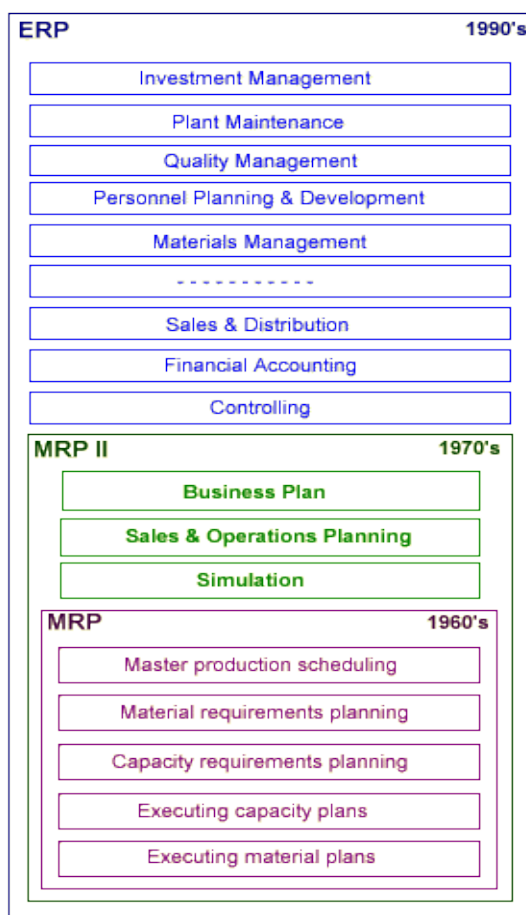 ERP 1990's
Investment Management
Plant Maintenance
Quality Management
Personnel Planning & Development
Materials Management
- - - - - - - - - - -
Sales & Distribution
Financial Accounting
Controlling
MRP II 1970's
Business Plan
Sales & Operations Planning
Simulation
MRP 1960's
Master production scheduling
Material requirements planning
Capacity requirements planning
Executing capacity plans
Executing material plans